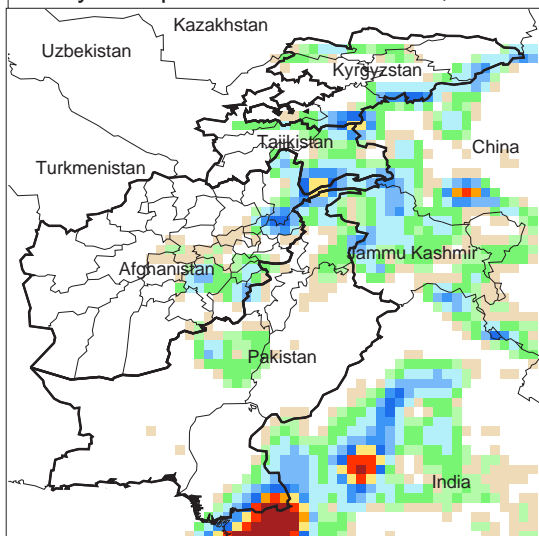 Kazakhstan
Uzbekistan
Kyrgyzstan
Tajikistan
China
Turkmenistan
Jammu Kashmir
Afghanistan
Pakistan
India